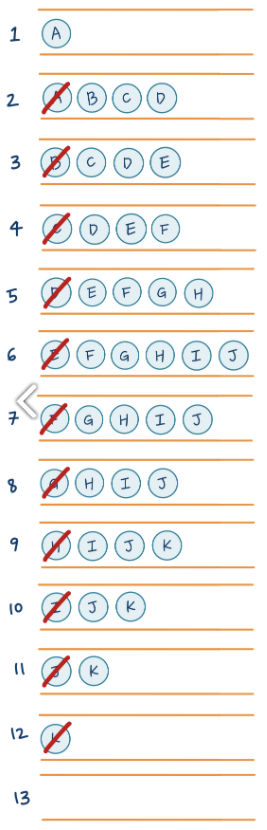 1 A
2 A B C D
3 B C D E
4 C D E F
5 D E F G H
6 E F G H I J
7 F G H I J
8 G H I J
9 H I J K
10 I J K
11 J K
12 K
13